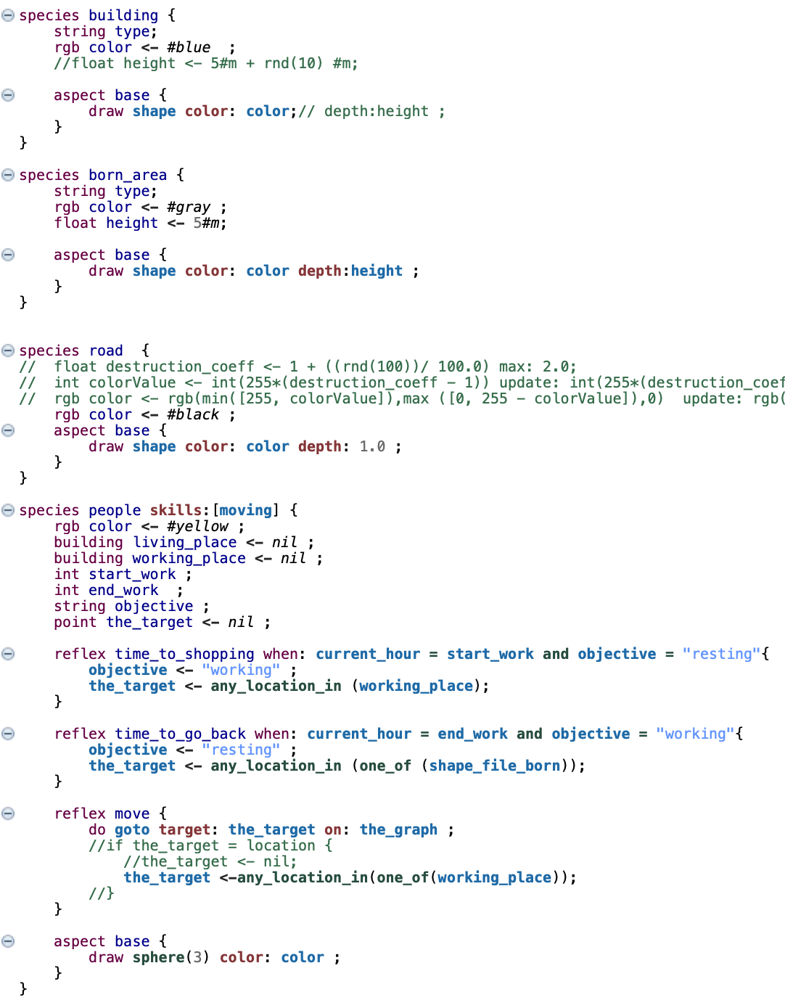 species building {
    string type;
    rgb color <- #blue  ;
    //float height <- 5#m + rnd(10) #m;
    aspect base {
        draw shape color: color;// depth:height ;
    }
}
species born_area {
    string type;
    rgb color <- #gray ;
    float height <- 5#m;
    aspect base {
        draw shape color: color depth:height ;
    }
}
species road  {
//  float destruction_coeff <- 1 + ((rnd(100))/ 100.0) max: 2.0;
//  int colorValue <- int(255*(destruction_coeff - 1)) update: int(255*(destruction_coef
//  rgb color <- rgb(min([255, colorValue]),max ([0, 255 - colorValue]),0)  update: rgb(
    rgb color <- #black ;
    aspect base {
        draw shape color: color depth: 1.0 ;
    }
}
species people skills:[moving] {
    rgb color <- #yellow ;
    building living_place <- nil ;
    building working_place <- nil ;
    int start_work ;
    int end_work  ;
    string objective ;
    point the_target <- nil ;
    reflex time_to_shopping when: current_hour = start_work and objective = "resting"{
        objective <- "working" ;
        the_target <- any_location_in (working_place);
    }
    reflex time_to_go_back when: current_hour = end_work and objective = "working"{
        objective <- "resting" ;
        the_target <- any_location_in (one_of (shape_file_born));
    }
    reflex move {
        do goto target: the_target on: the_graph ;
        //if the_target = location {
            //the_target <- nil;
            the_target <-any_location_in(one_of(working_place));
        //}
    }
    aspect base {
        draw sphere(3) color: color ;
    }
}